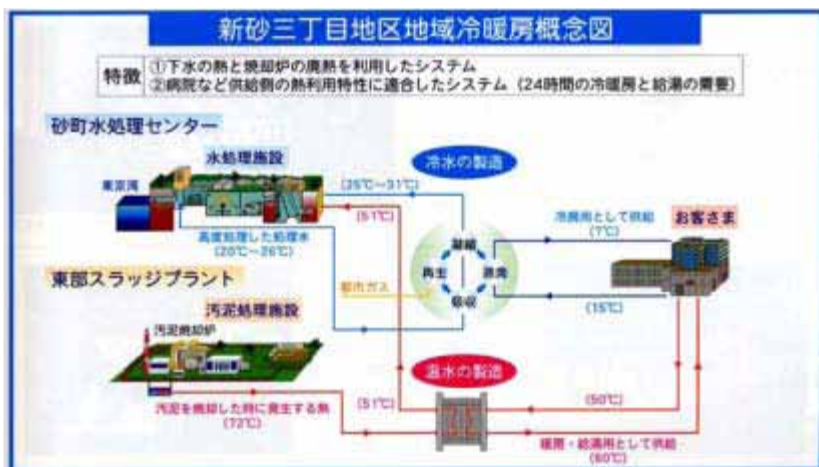 新砂三丁目地区地域冷暖房概念図
特徴
①下水の熱と焼却炉の廃熱を利用したシステム
②病院など供給側の熱利用特性に適合したシステム（24時間の冷暖房と給湯の需要）
砂町水処理センター
水処理施設
東京湾
冷水の製造
(25℃～31℃)
(51℃)
高度処理した処理水
(20℃～26℃)
凝縮
再生
蒸発
吸収
都市ガス
冷房用として供給
(7℃)
お客さま
(15℃)
東部スラッジプラント
汚泥処理施設
汚泥焼却炉
汚泥を焼却した時に発生する熱
(72℃)
温水の製造
(51℃)
(50℃)
暖房・給湯用として供給
(60℃)